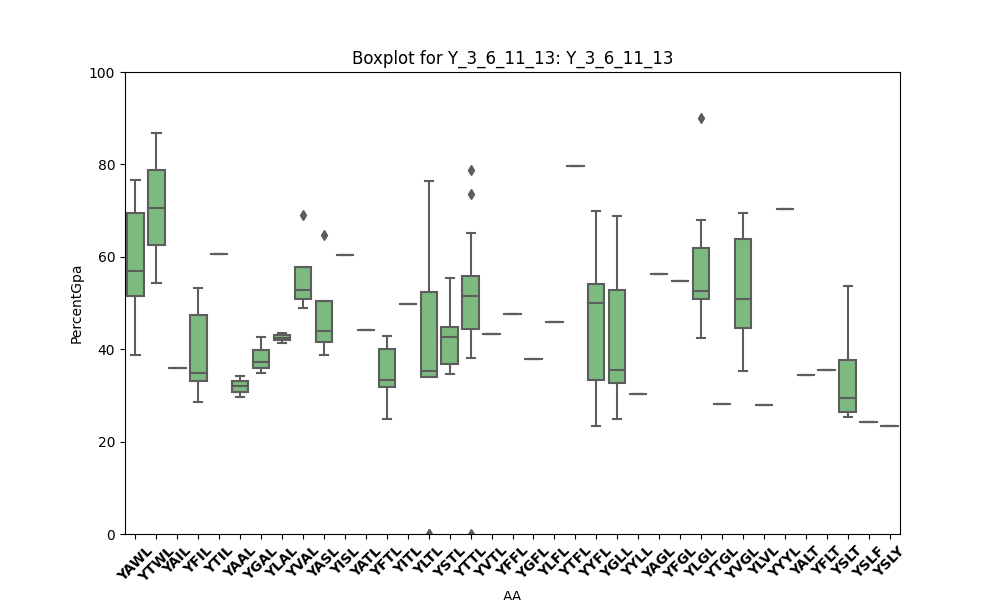 Boxplot for Y_3_6_11_13: Y_3_6_11_13
100
80
60
40
20
0
PercentGpa
YAWL YTWL YAIL YFIL YTIL YAAL YGAL YLAL YVAL YASL YISL YATL YFTL YITL YLTL YSTL YTTL YVTL YFFL YGFL YLFL YTFL YYFL YGLL YYLL YAGL YFGL YLGL YTGL YVGL YLVL YYYL YALT YFLT YSLT YSLF YSLY
AA